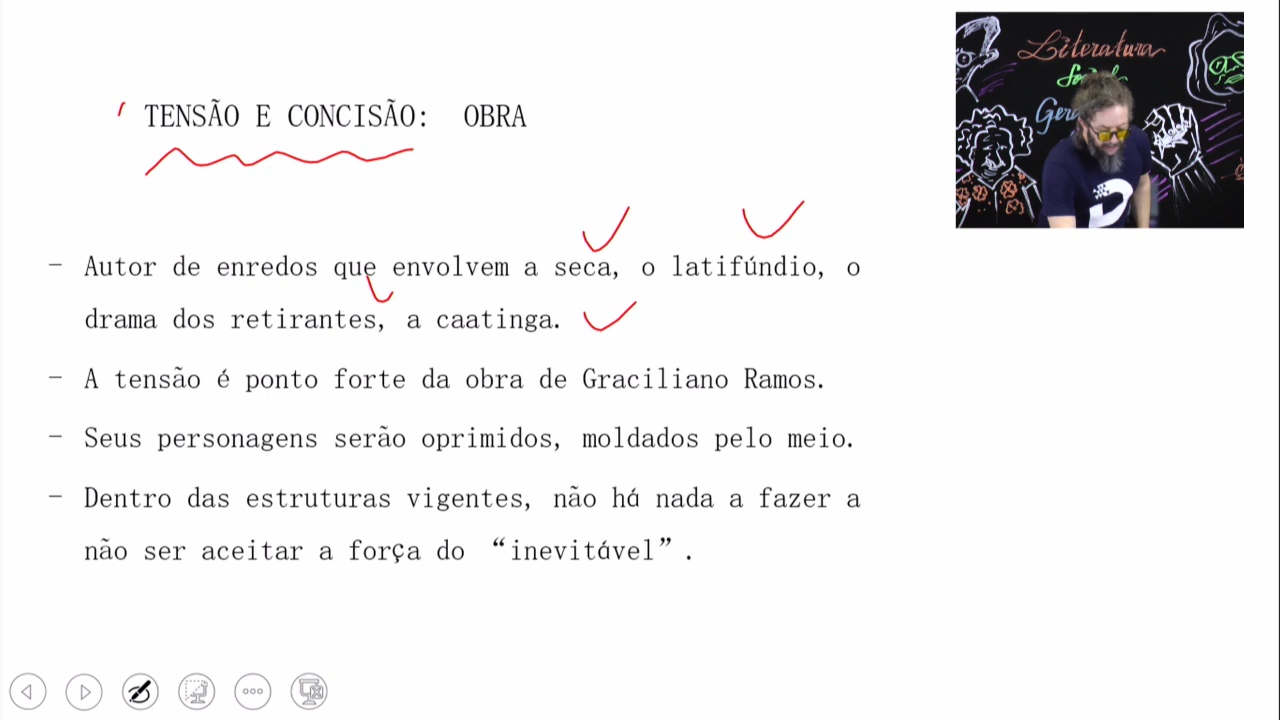 TENSÃO E CONCISÃO: OBRA
- Autor de enredos que envolvem a seca, o latifúndio, o
drama dos retirantes, a caatinga.
- A tensão é ponto forte da obra de Graciliano Ramos.
- Seus personagens serão oprimidos, moldados pelo meio.
- Dentro das estruturas vigentes, não há nada a fazer a
não ser aceitar a força do “inevitável”.
Literatura